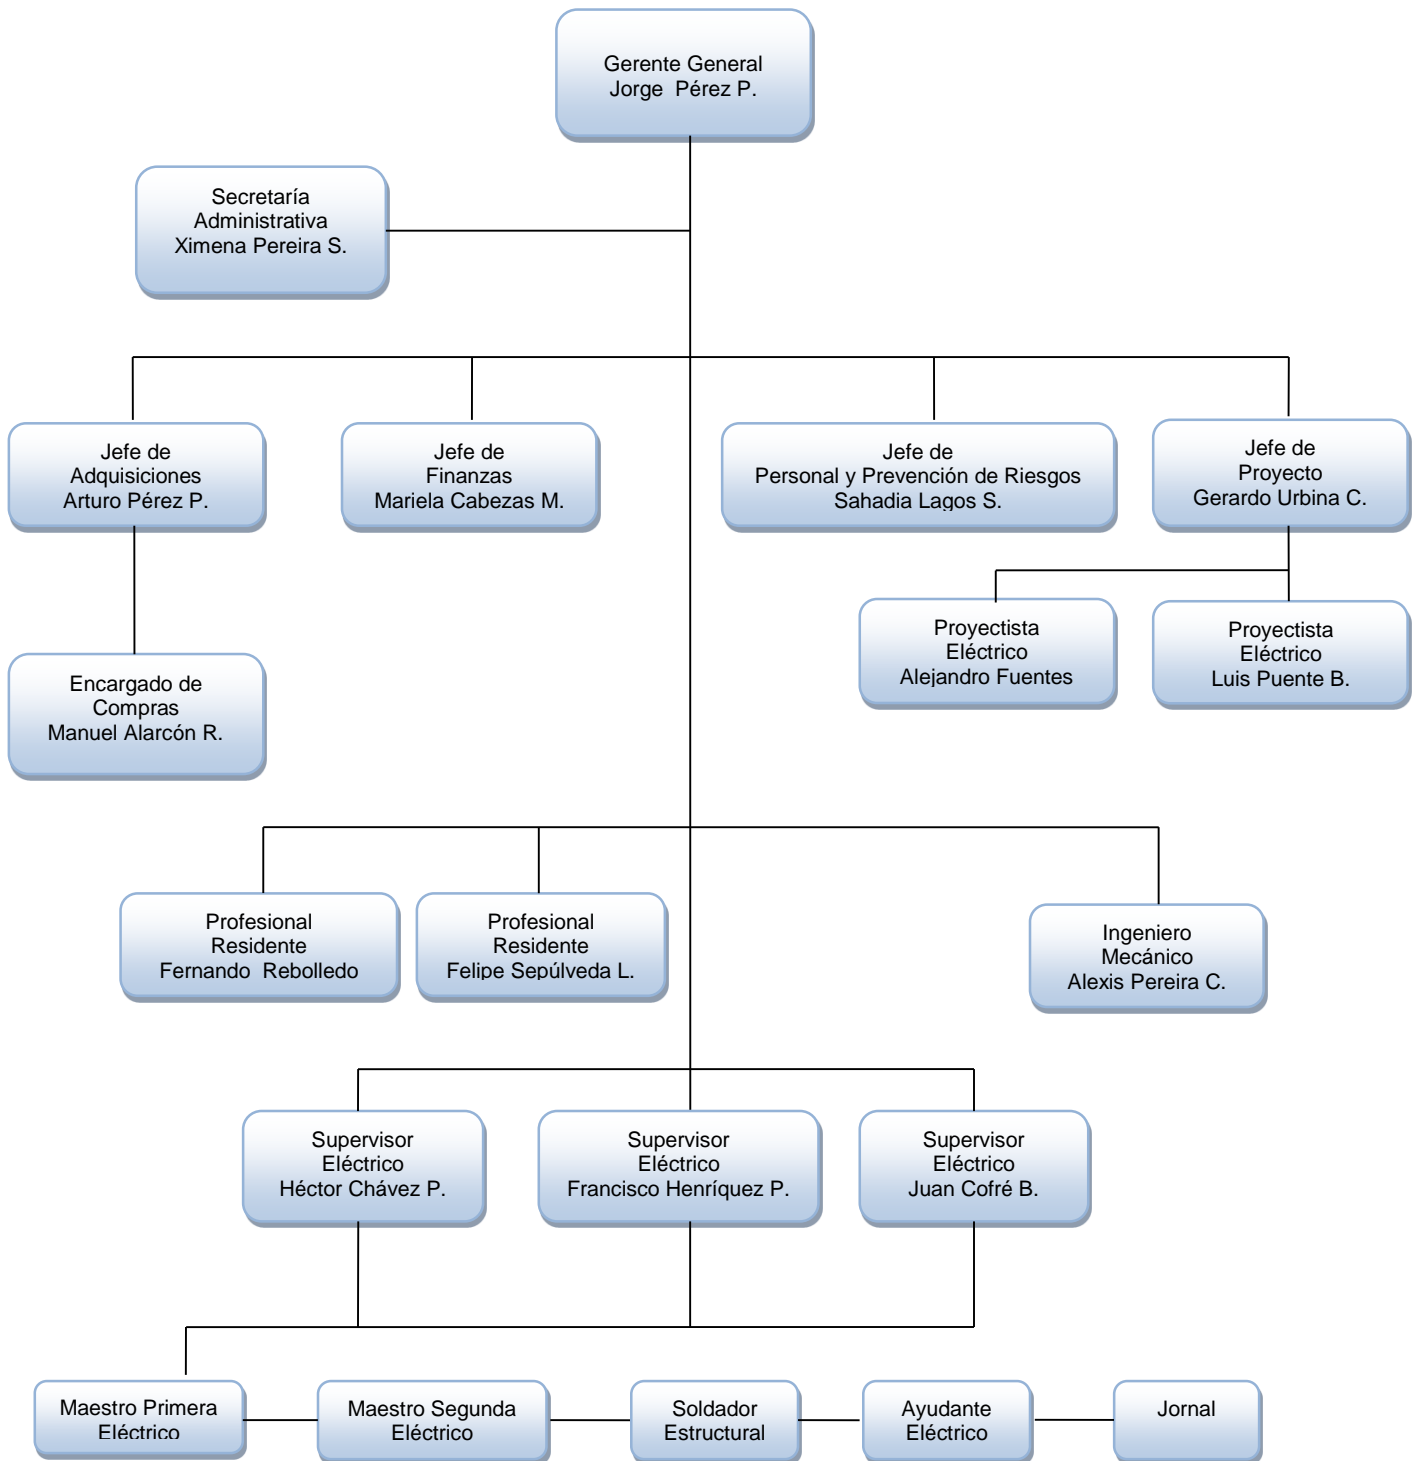 Gerente General
Jorge  Pérez P.
Secretaría
Administrativa
Ximena Pereira S.
Jefe de
Adquisiciones
Arturo Pérez P.
Jefe de
Finanzas
Mariela Cabezas M.
Jefe de
Personal y Prevención de Riesgos
Sahadia Lagos S.
Jefe de
Proyecto
Gerardo Urbina C.
Proyectista
Eléctrico
Alejandro Fuentes
Proyectista
Eléctrico
Luis Puente B.
Encargado de
Compras
Manuel Alarcón R.
Profesional
Residente
Fernando  Rebolledo
Profesional
Residente
Felipe Sepúlveda L.
Ingeniero
Mecánico
Alexis Pereira C.
Supervisor
Eléctrico
Héctor Chávez P.
Supervisor
Eléctrico
Francisco Henríquez P.
Supervisor
Eléctrico
Juan Cofré B.
Maestro Primera
Eléctrico
Maestro Segunda
Eléctrico
Soldador
Estructural
Ayudante
Eléctrico
Jornal